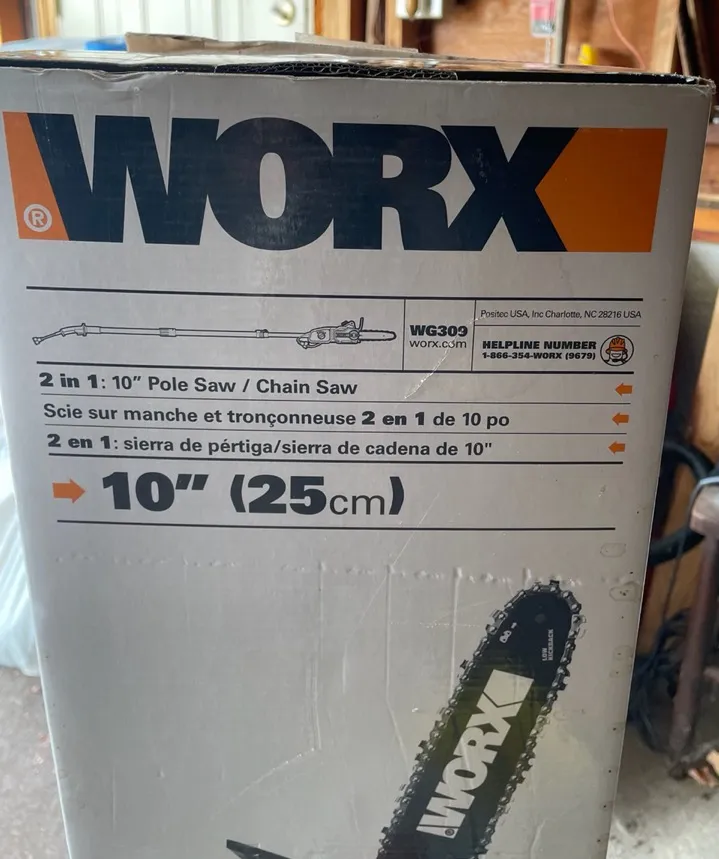 WORX
®
Positec USA, Inc Charlotte, NC 28216 USA
WG309
worx.com
HELPLINE NUMBER
1-866-354-WORX (9679)
2 in 1: 10” Pole Saw / Chain Saw
Scie sur manche et tronçonneuse 2 en 1 de 10 po
2 en 1: sierra de pértiga/sierra de cadena de 10"
10” (25cm)
LOW
KICKBACK
WORX
®